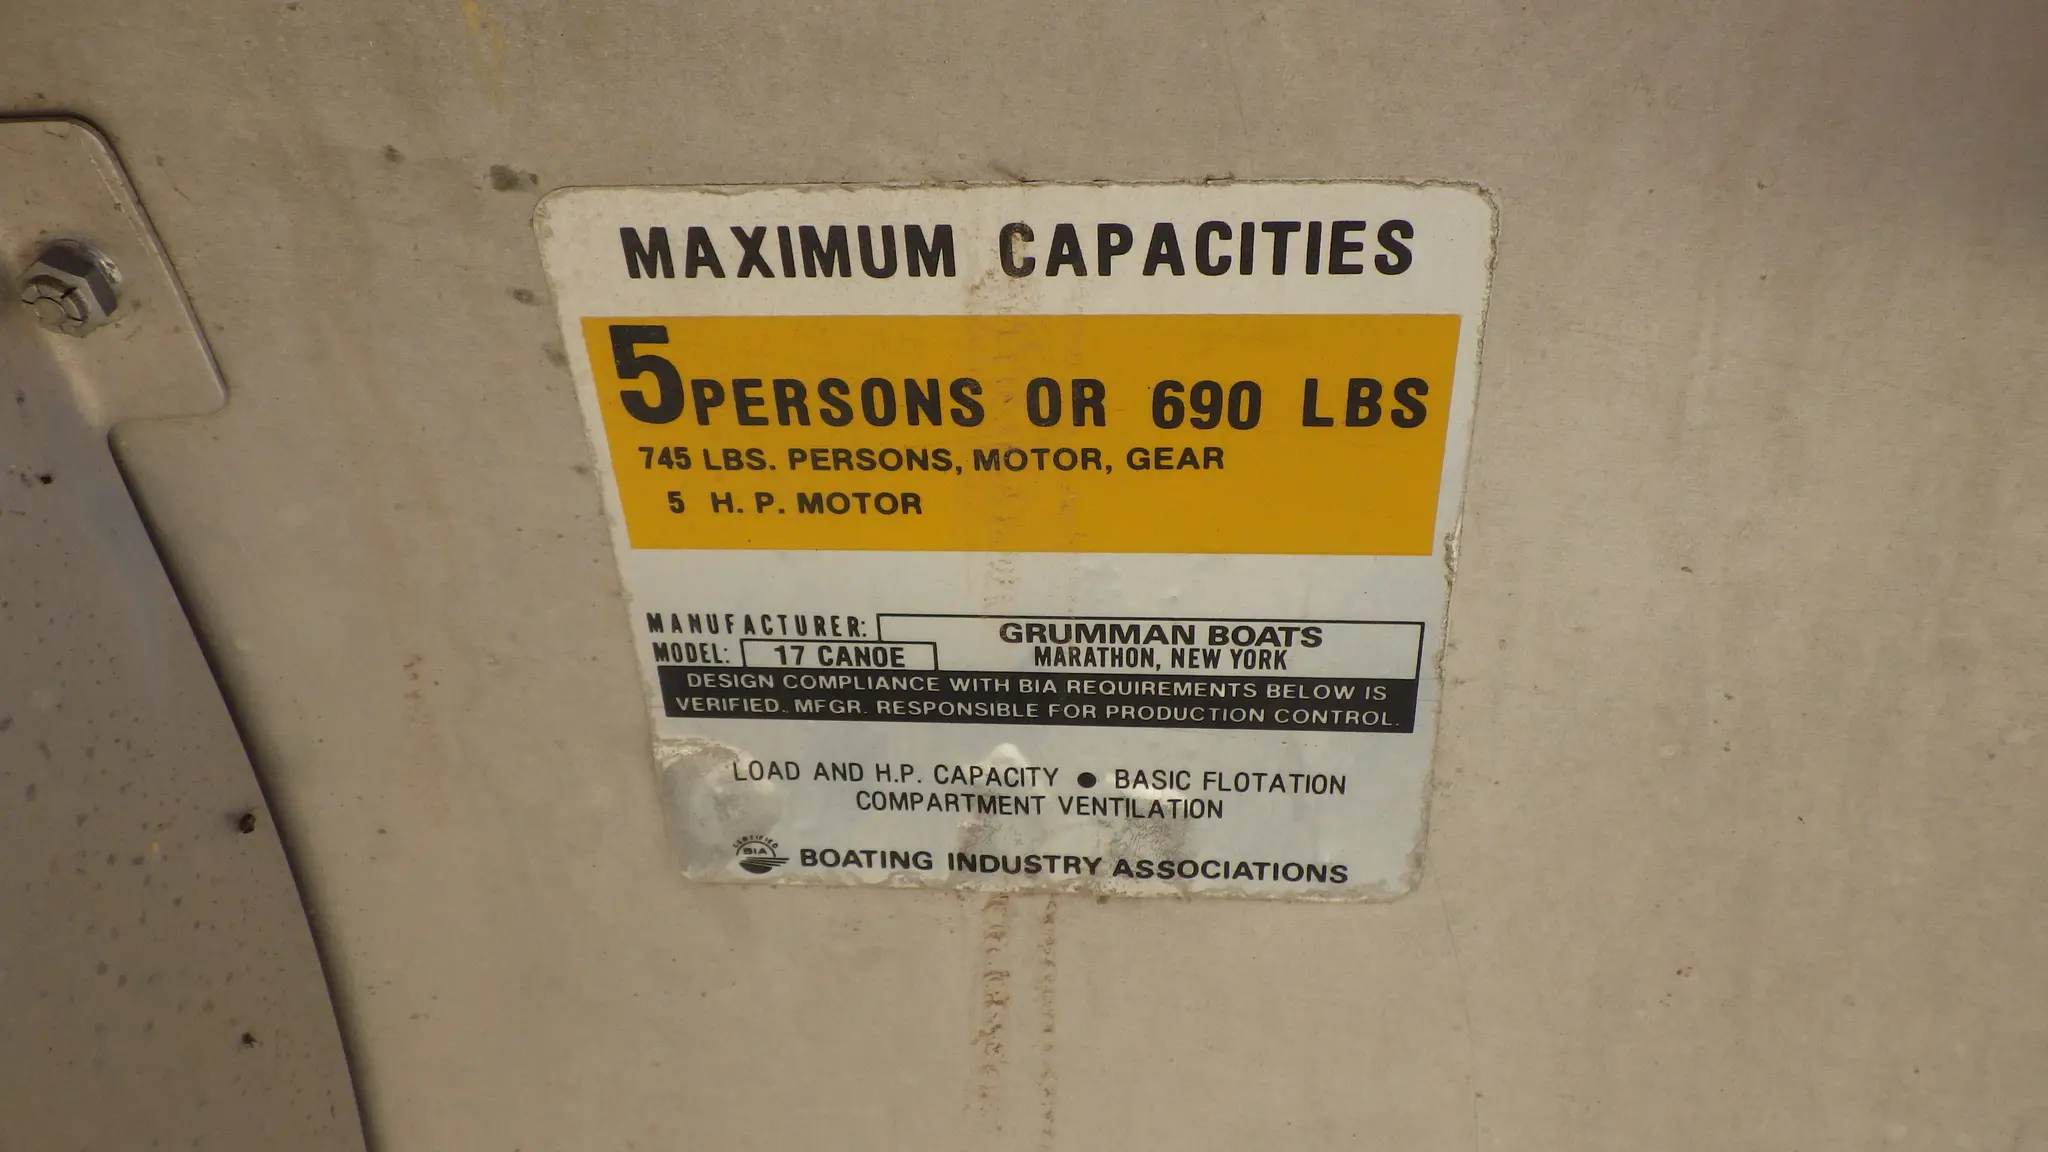 MAXIMUM CAPACITIES
5 PERSONS OR 690 LBS
745 LBS. PERSONS, MOTOR, GEAR
5 H. P. MOTOR
MANUFACTURER: GRUMMAN BOATS
MARATHON, NEW YORK
MODEL: 17 CANOE
DESIGN COMPLIANCE WITH BIA REQUIREMENTS BELOW IS
VERIFIED. MFGR. RESPONSIBLE FOR PRODUCTION CONTROL.
LOAD AND H.P. CAPACITY ● BASIC FLOTATION
COMPARTMENT VENTILATION
CERTIFIED
BIA
BOATING INDUSTRY ASSOCIATIONS